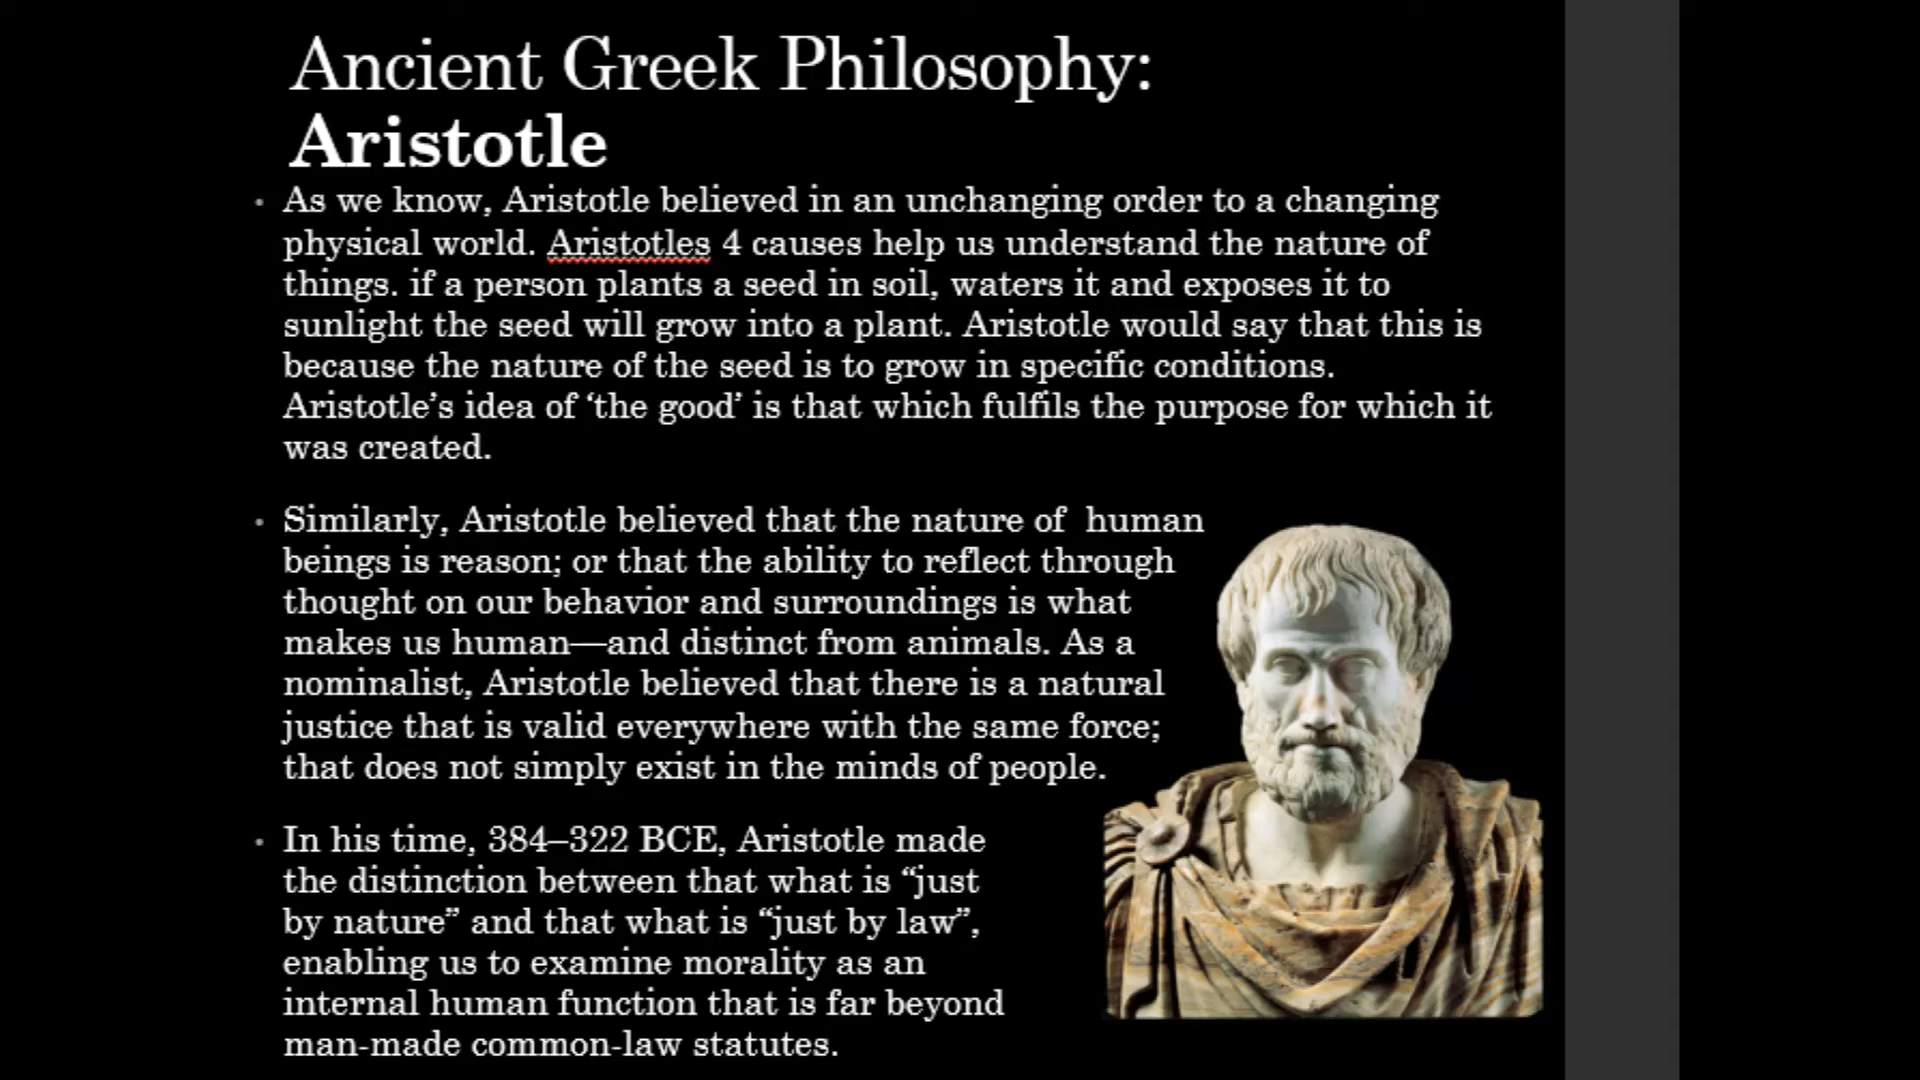 Ancient Greek Philosophy:
Aristotle
• As we know, Aristotle believed in an unchanging order to a changing
physical world. Aristotles 4 causes help us understand the nature of
things. if a person plants a seed in soil, waters it and exposes it to
sunlight the seed will grow into a plant. Aristotle would say that this is
because the nature of the seed is to grow in specific conditions.
Aristotle’s idea of ‘the good’ is that which fulfils the purpose for which it
was created.
• Similarly, Aristotle believed that the nature of  human
beings is reason; or that the ability to reflect through
thought on our behavior and surroundings is what
makes us human—and distinct from animals. As a
nominalist, Aristotle believed that there is a natural
justice that is valid everywhere with the same force;
that does not simply exist in the minds of people.
• In his time, 384–322 BCE, Aristotle made
the distinction between that what is “just
by nature” and that what is “just by law”,
enabling us to examine morality as an
internal human function that is far beyond
man-made common-law statutes.